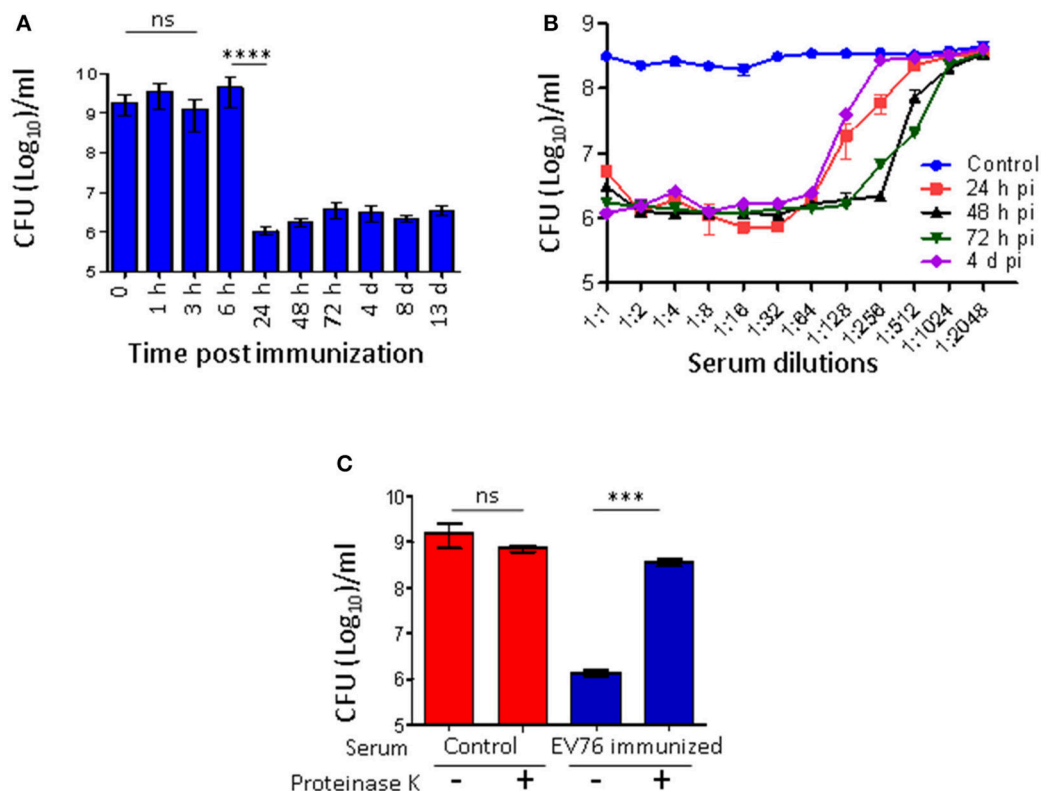 A
ns
****
CFU (Log10)/ml
10
9
8
7
6
5
0
1 h
3 h
6 h
24 h
48 h
72 h
4 d
8 d
13 d
Time post immunization
B
CFU (Log10)/ml
9
8
7
6
5
Control
24 h pi
48 h pi
72 h pi
4 d pi
1:1
1:2
1:4
1:8
1:16
1:32
1:64
1:128
1:256
1:512
1:1024
1:2048
Serum dilutions
C
ns
***
CFU (Log10)/ml
10
9
8
7
6
5
Serum Control EV76 immunized
Proteinase K - + - +